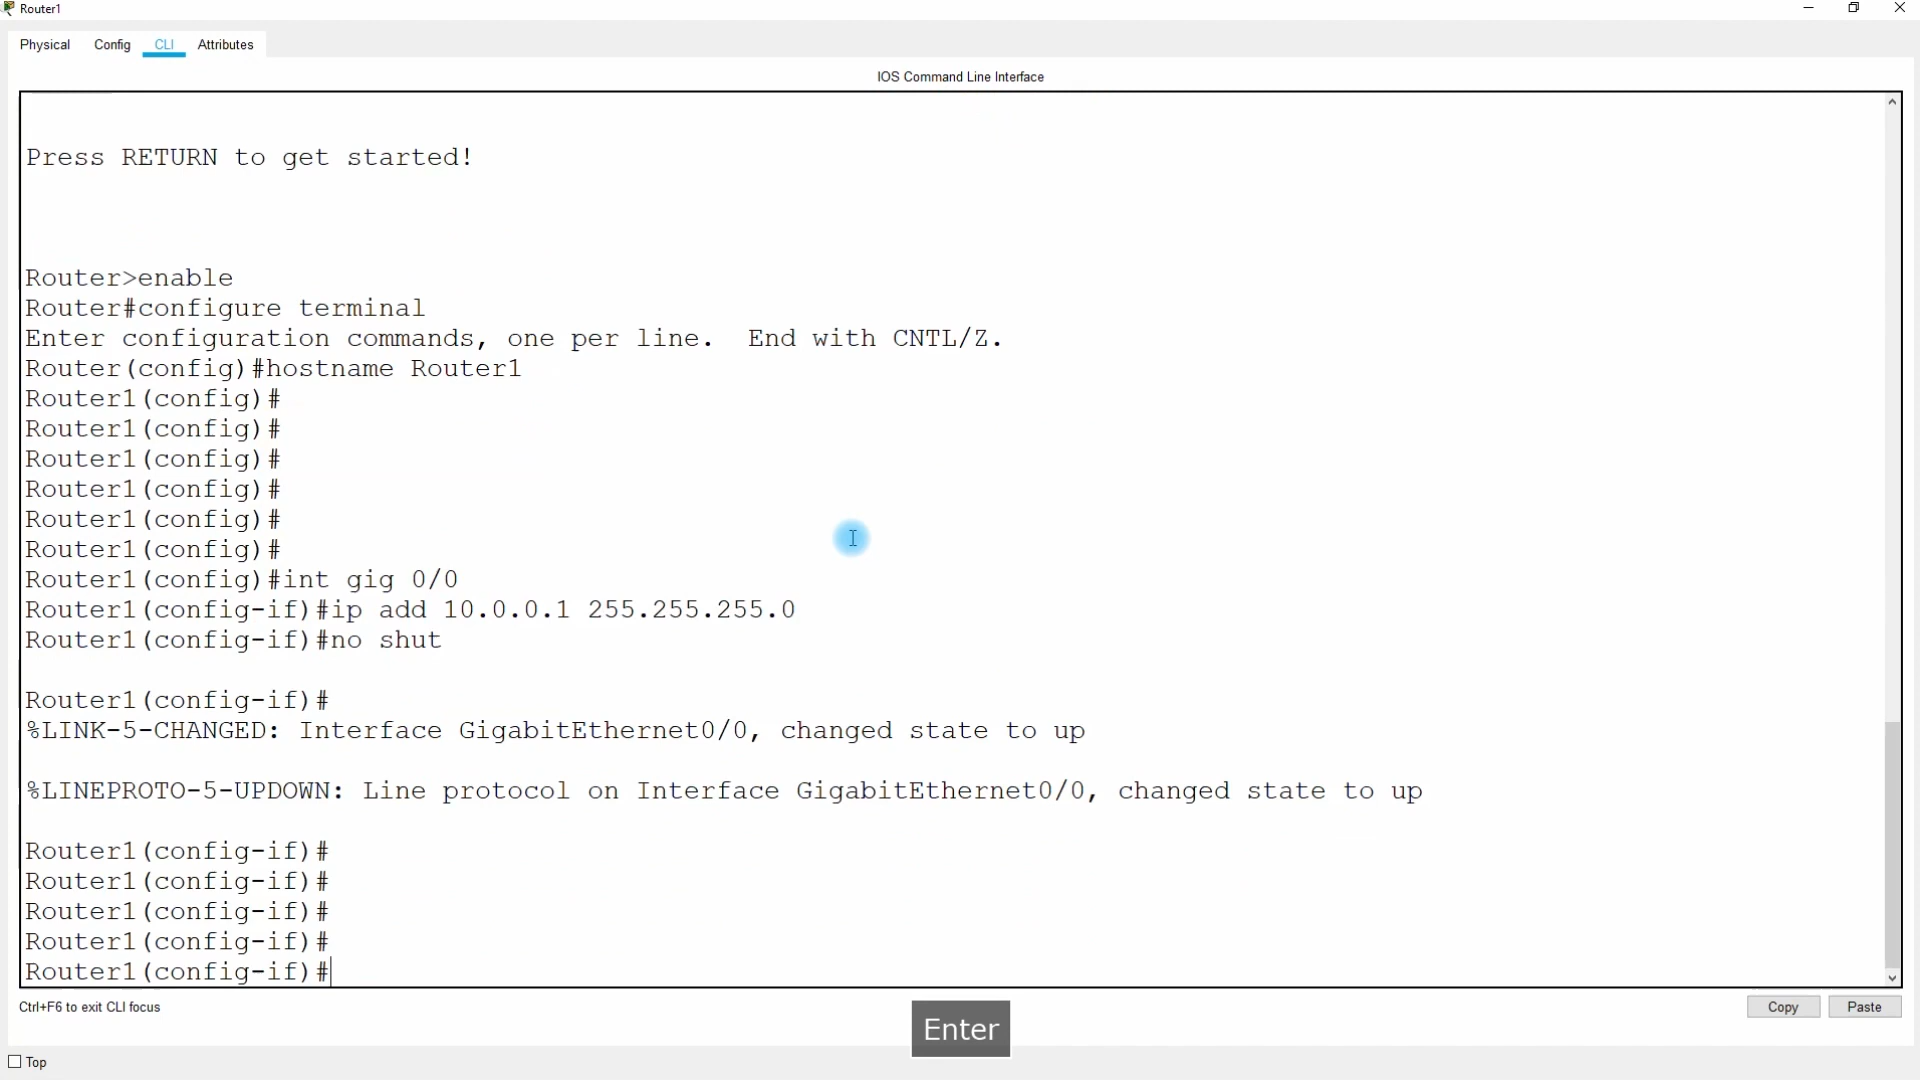 Router1
Physical Config CLI Attributes
IOS Command Line Interface
Press RETURN to get started!
Router>enable
Router#configure terminal
Enter configuration commands, one per line.  End with CNTL/Z.
Router(config)#hostname Router1
Router1(config)#
Router1(config)#
Router1(config)#
Router1(config)#
Router1(config)#
Router1(config)#
Router1(config)#int gig 0/0
Router1(config-if)#ip add 10.0.0.1 255.255.255.0
Router1(config-if)#no shut
Router1(config-if)#
%LINK-5-CHANGED: Interface GigabitEthernet0/0, changed state to up
%LINEPROTO-5-UPDOWN: Line protocol on Interface GigabitEthernet0/0, changed state to up
Router1(config-if)#
Router1(config-if)#
Router1(config-if)#
Router1(config-if)#
Router1(config-if)#
Ctrl+F6 to exit CLI focus
Copy Paste
Enter
Top